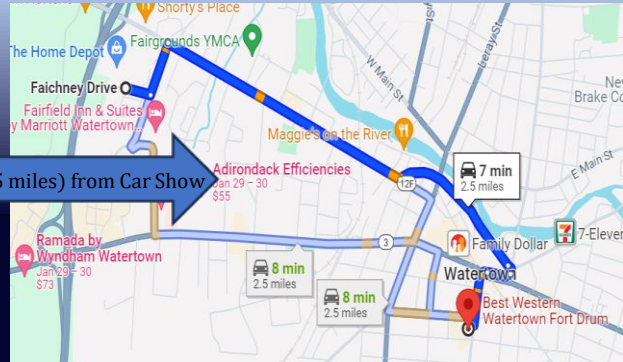 Shorty's Place
The Home Depot
Fairgrounds YMCA
Faichney Drive
Fairfield Inn & Suites
by Marriott Watertown...
W Main St
New
Brake Co
Maggie's on the River
5 miles) from Car Show
Adirondack Efficiencies
Jan 29 – 30
$55
12F
7 min
2.5 miles
E Main St
7-Eleven
Family Dollar
3
Ramada by
Wyndham Watertown
Jan 29 – 30
$73
8 min
2.5 miles
Watertown
8 min
2.5 miles
Best Western
Watertown Fort Drum